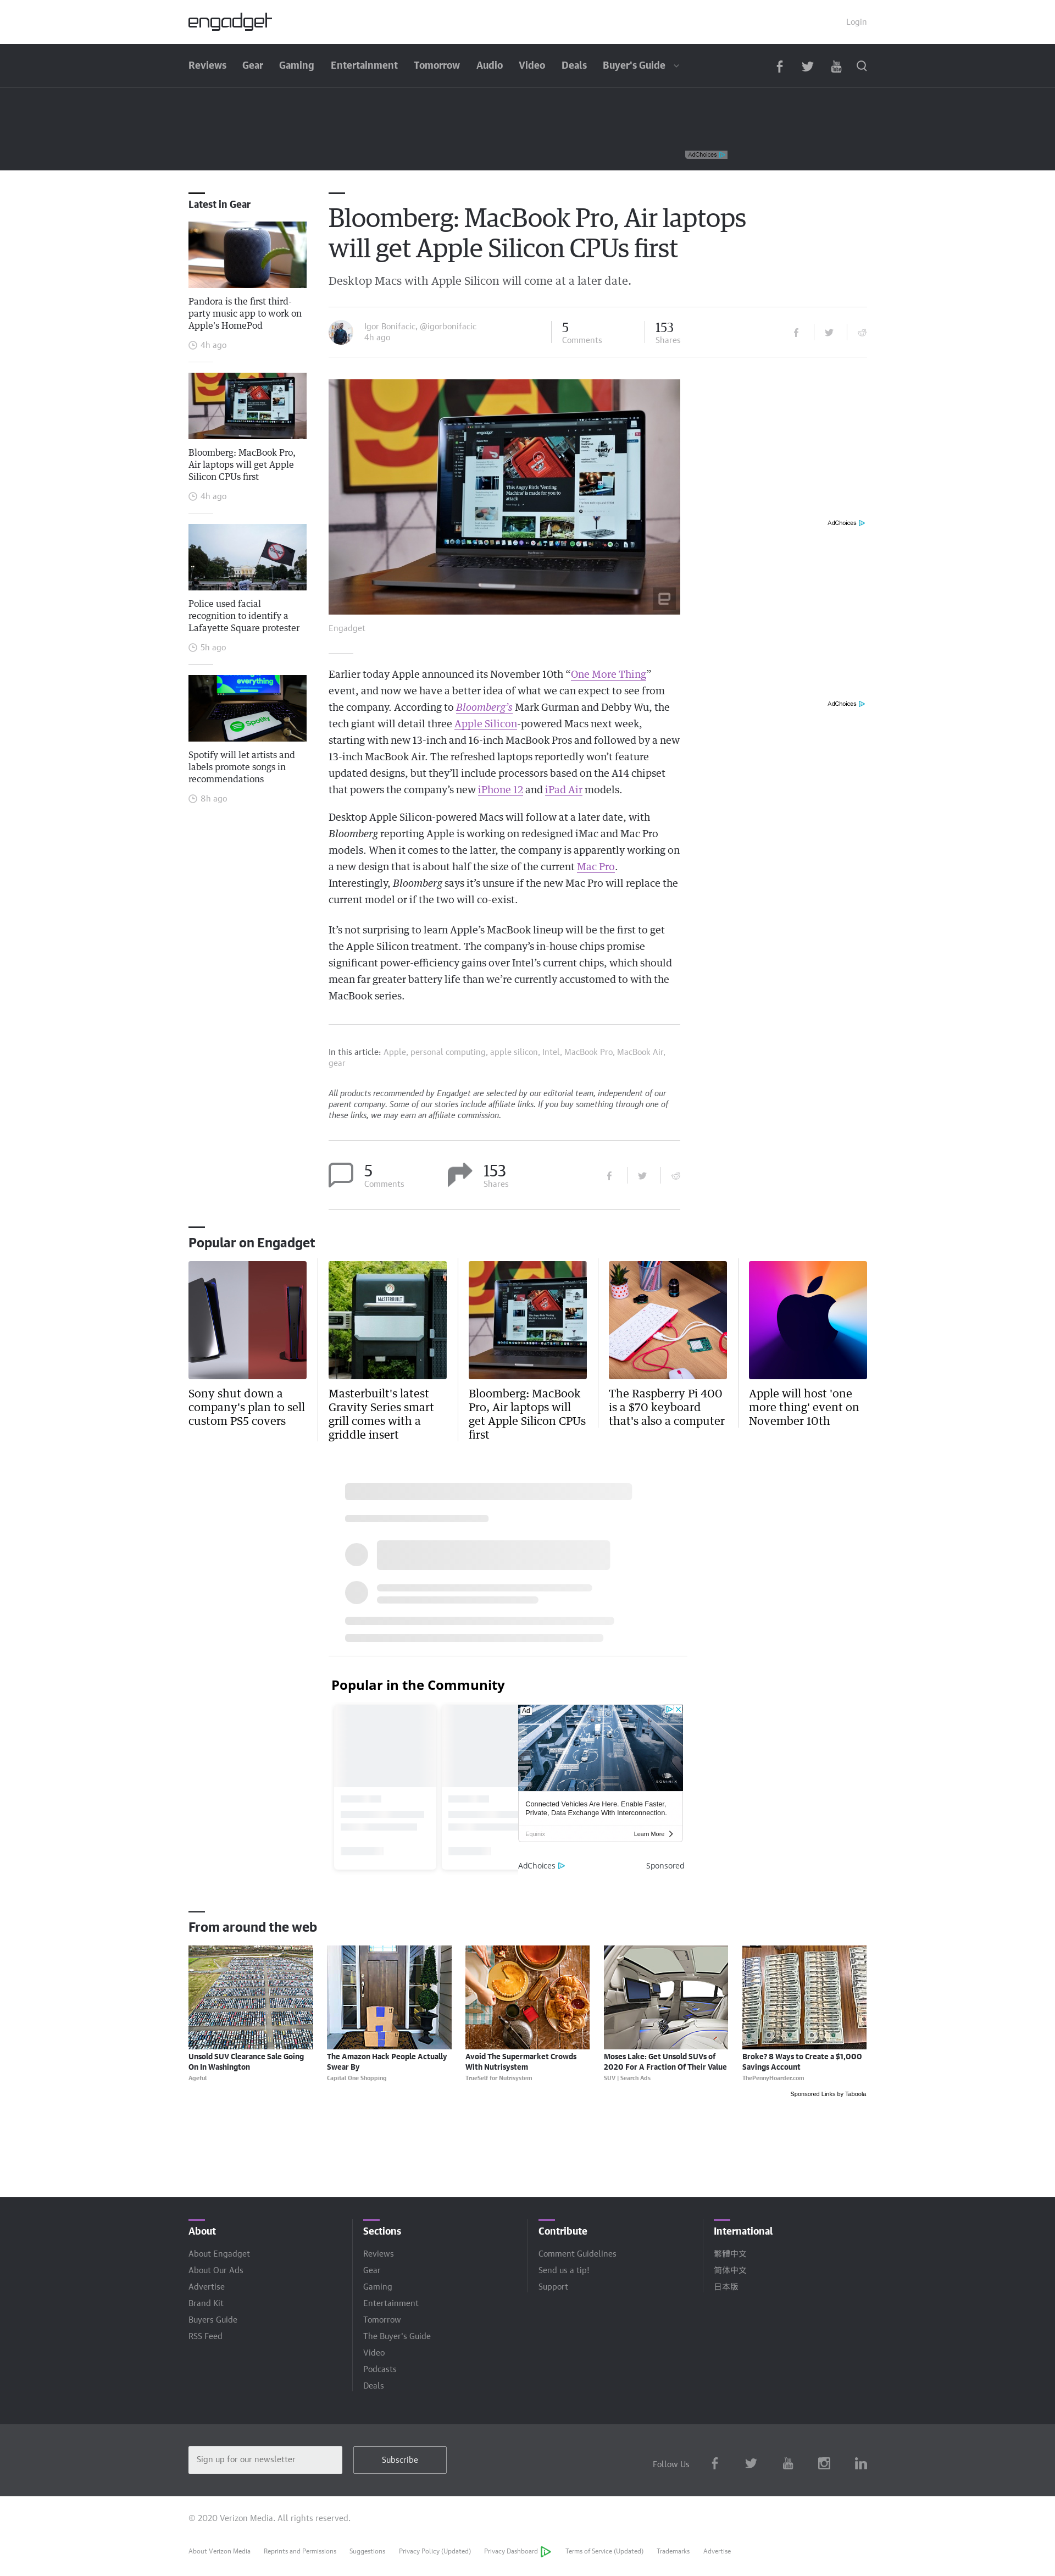 engadget
Login
Reviews Gear Gaming Entertainment Tomorrow Audio Video Deals Buyer's Guide
AdChoices
Latest in Gear
Pandora is the first third-
party music app to work on
Apple's HomePod
4h ago
Bloomberg: MacBook Pro,
Air laptops will get Apple
Silicon CPUs first
4h ago
Police used facial
recognition to identify a
Lafayette Square protester
5h ago
everything
Spotify
Spotify will let artists and
labels promote songs in
recommendations
8h ago
Bloomberg: MacBook Pro, Air laptops
will get Apple Silicon CPUs first
Desktop Macs with Apple Silicon will come at a later date.
Igor Bonifacic, @igorbonifacic
4h ago
5
Comments
153
Shares
engadget
This Angry Birds 'Venting
Machine' is made for you to
attack
ready
MacBook Pro
Engadget
AdChoices
AdChoices
Earlier today Apple announced its November 10th “One More Thing”
event, and now we have a better idea of what we can expect to see from
the company. According to Bloomberg’s Mark Gurman and Debby Wu, the
tech giant will detail three Apple Silicon-powered Macs next week,
starting with new 13-inch and 16-inch MacBook Pros and followed by a new
13-inch MacBook Air. The refreshed laptops reportedly won’t feature
updated designs, but they’ll include processors based on the A14 chipset
that powers the company’s new iPhone 12 and iPad Air models.
Desktop Apple Silicon-powered Macs will follow at a later date, with
Bloomberg reporting Apple is working on redesigned iMac and Mac Pro
models. When it comes to the latter, the company is apparently working on
a new design that is about half the size of the current Mac Pro.
Interestingly, Bloomberg says it’s unsure if the new Mac Pro will replace the
current model or if the two will co-exist.
It’s not surprising to learn Apple’s MacBook lineup will be the first to get
the Apple Silicon treatment. The company’s in-house chips promise
significant power-efficiency gains over Intel’s current chips, which should
mean far greater battery life than we’re currently accustomed to with the
MacBook series.
In this article: Apple, personal computing, apple silicon, Intel, MacBook Pro, MacBook Air,
gear
All products recommended by Engadget are selected by our editorial team, independent of our
parent company. Some of our stories include affiliate links. If you buy something through one of
these links, we may earn an affiliate commission.
5
Comments
153
Shares
Popular on Engadget
MASTERBUILT
Sony shut down a
company's plan to sell
custom PS5 covers
Masterbuilt's latest
Gravity Series smart
grill comes with a
griddle insert
Bloomberg: MacBook
Pro, Air laptops will
get Apple Silicon CPUs
first
The Raspberry Pi 400
is a $70 keyboard
that's also a computer
Apple will host 'one
more thing' event on
November 10th
Popular in the Community
Ad
EQUINIX
Connected Vehicles Are Here. Enable Faster,
Private, Data Exchange With Interconnection.
Equinix
Learn More
AdChoices
Sponsored
From around the web
Unsold SUV Clearance Sale Going
On In Washington
Ageful
The Amazon Hack People Actually
Swear By
Capital One Shopping
Avoid The Supermarket Crowds
With Nutrisystem
TrueSelf for Nutrisystem
Moses Lake: Get Unsold SUVs of
2020 For A Fraction Of Their Value
SUV | Search Ads
Broke? 8 Ways to Create a $1,000
Savings Account
ThePennyHoarder.com
Sponsored Links by Taboola
About
About Engadget
About Our Ads
Advertise
Brand Kit
Buyers Guide
RSS Feed
Sections
Reviews
Gear
Gaming
Entertainment
Tomorrow
The Buyer's Guide
Video
Podcasts
Deals
Contribute
Comment Guidelines
Send us a tip!
Support
International
繁體中文
简体中文
日本版
Sign up for our newsletter
Subscribe
Follow Us
© 2020 Verizon Media. All rights reserved.
About Verizon Media Reprints and Permissions Suggestions Privacy Policy (Updated) Privacy Dashboard Terms of Service (Updated) Trademarks Advertise